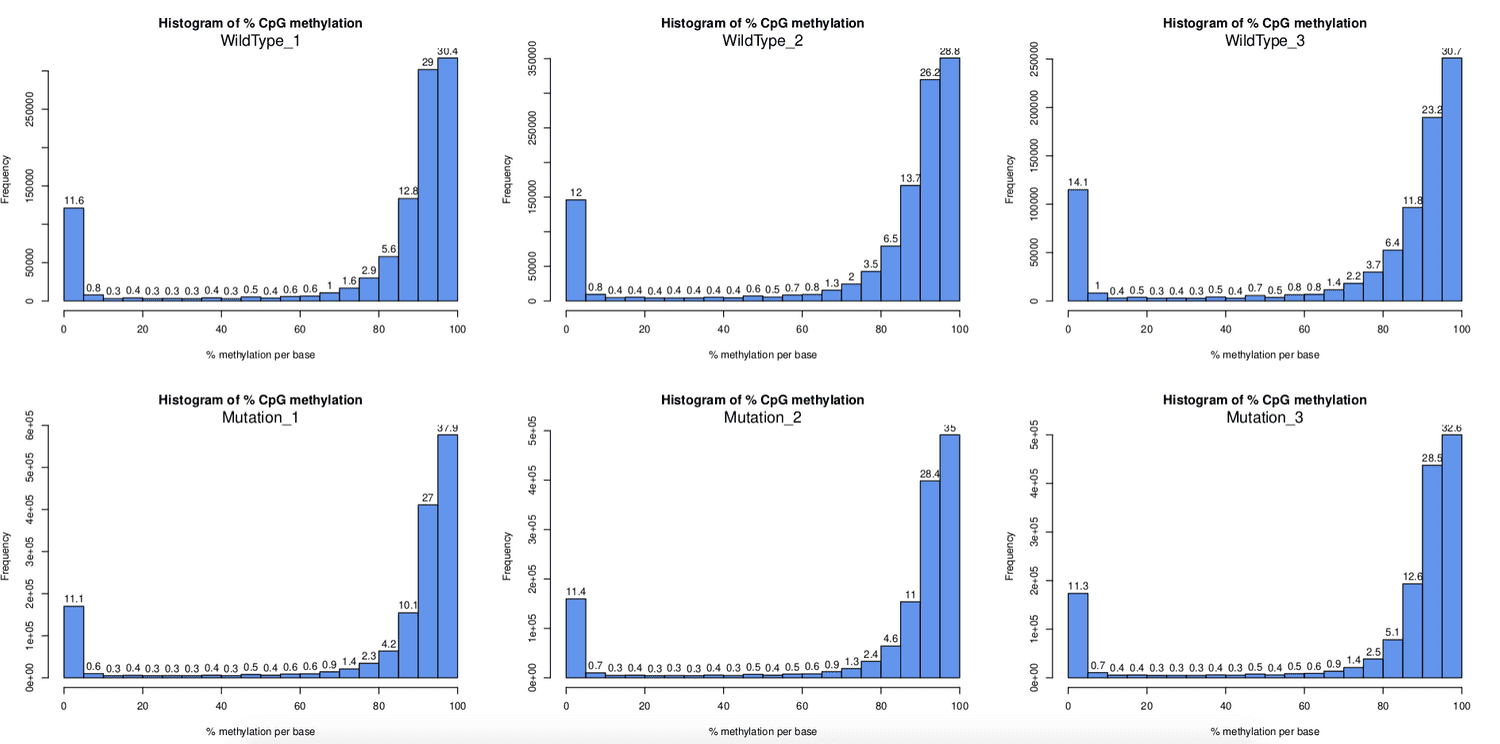 Histogram of % CpG methylation
WildType_1
Frequency
0 50000 150000 250000
11.6 0.8 0.3 0.4 0.3 0.3 0.3 0.4 0.3 0.5 0.4 0.6 0.6 1 1.6 2.9 5.6 12.8 29 30.4
0 20 40 60 80 100
% methylation per base
Histogram of % CpG methylation
WildType_2
Frequency
0 50000 150000 250000 350000
12 0.8 0.4 0.4 0.4 0.4 0.4 0.4 0.4 0.6 0.5 0.7 0.8 1.3 2 3.5 6.5 13.7 26.2 28.8
0 20 40 60 80 100
% methylation per base
Histogram of % CpG methylation
WildType_3
Frequency
0 50000 100000 150000 200000 250000
14.1 1 0.4 0.5 0.3 0.4 0.3 0.5 0.4 0.7 0.5 0.8 0.8 1.4 2.2 3.7 6.4 11.8 23.2 30.7
0 20 40 60 80 100
% methylation per base
Histogram of % CpG methylation
Mutation_1
Frequency
0e+00 1e+05 2e+05 3e+05 4e+05 5e+05 6e+05
11.1 0.6 0.3 0.4 0.3 0.3 0.3 0.4 0.3 0.5 0.4 0.6 0.6 0.9 1.4 2.3 4.2 10.1 27 37.9
0 20 40 60 80 100
% methylation per base
Histogram of % CpG methylation
Mutation_2
Frequency
0e+00 1e+05 2e+05 3e+05 4e+05 5e+05
11.4 0.7 0.3 0.4 0.3 0.3 0.3 0.4 0.3 0.5 0.4 0.5 0.6 0.9 1.3 2.4 4.6 11 28.4 35
0 20 40 60 80 100
% methylation per base
Histogram of % CpG methylation
Mutation_3
Frequency
0e+00 1e+05 2e+05 3e+05 4e+05 5e+05
11.3 0.7 0.4 0.4 0.3 0.3 0.3 0.4 0.3 0.5 0.4 0.5 0.6 0.9 1.4 2.5 5.1 12.6 28.5 32.6
0 20 40 60 80 100
% methylation per base